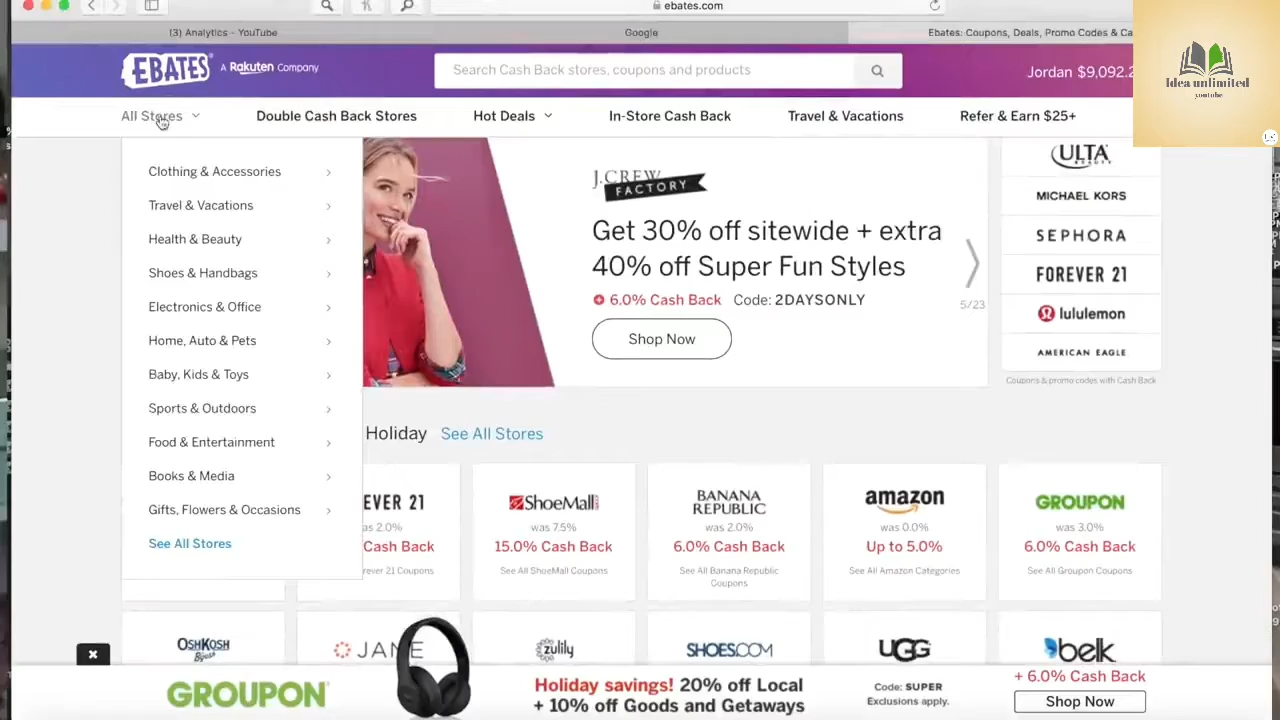 ebates.com
(3) Analytics - YouTube
Google
Ebates: Coupons, Deals, Promo Codes & Ca
EBATES
A Rakuten Company
Search Cash Back stores, coupons and products
Jordan $9,092.2
Idea unlimited
youtube
All Stores
Double Cash Back Stores
Hot Deals
In-Store Cash Back
Travel & Vacations
Refer & Earn $25+
Clothing & Accessories
Travel & Vacations
Health & Beauty
Shoes & Handbags
Electronics & Office
Home, Auto & Pets
Baby, Kids & Toys
Sports & Outdoors
Food & Entertainment
Books & Media
Gifts, Flowers & Occasions
See All Stores
J.CREW
FACTORY
Get 30% off sitewide + extra
40% off Super Fun Styles
6.0% Cash Back Code: 2DAYSONLY
Shop Now
5/23
ULTA
BEAUTY
MICHAEL KORS
SEPHORA
FOREVER 21
lululemon
AMERICAN EAGLE
Coupons & promo codes with Cash Back
Holiday See All Stores
EVER 21
as 2.0%
Cash Back
rever 21 Coupons
ShoeMall
was 7.5%
15.0% Cash Back
See All ShoeMall Coupons
BANANA
REPUBLIC
was 2.0%
6.0% Cash Back
See All Banana Republic
Coupons
amazon
was 0.0%
Up to 5.0%
See All Amazon Categories
GROUPON
was 3.0%
6.0% Cash Back
See All Groupon Coupons
OSHKOSH
B'gosh
JANE
zulily
SHOES.COM
UGG
belk
GROUPON
Holiday savings! 20% off Local
+ 10% off Goods and Getaways
Code: SUPER
Exclusions apply.
+ 6.0% Cash Back
Shop Now